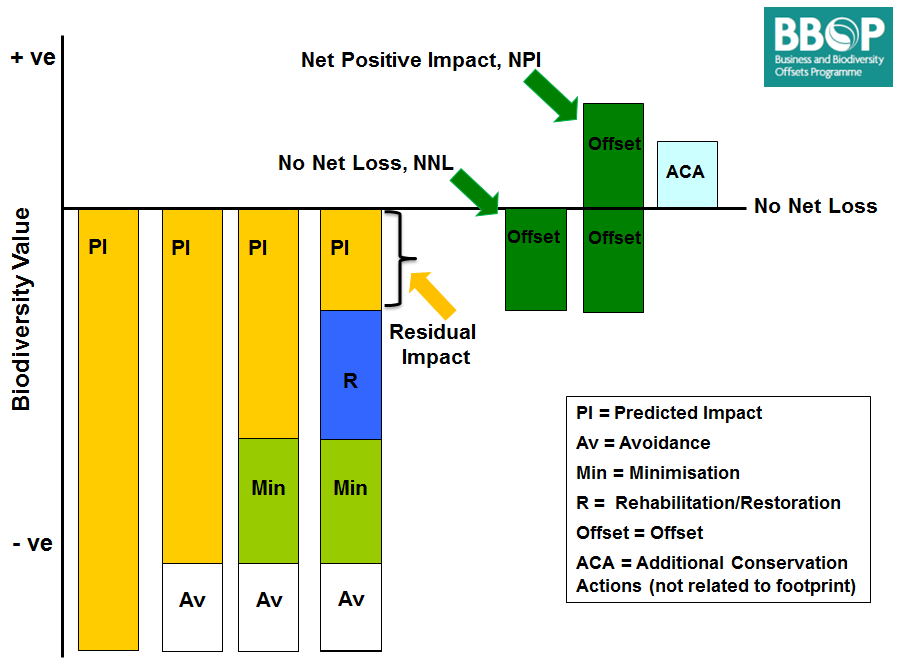 BBOP
Business and Biodiversity
Offsets Programme
+ ve
Net Positive Impact, NPI
Offset
No Net Loss, NNL
ACA
No Net Loss
Biodiversity Value
PI
PI
PI
PI
Offset
Offset
Residual
Impact
R
Min
Min
- ve
Av
Av
Av
PI = Predicted Impact
Av = Avoidance
Min = Minimisation
R = Rehabilitation/Restoration
Offset = Offset
ACA = Additional Conservation
Actions (not related to footprint)